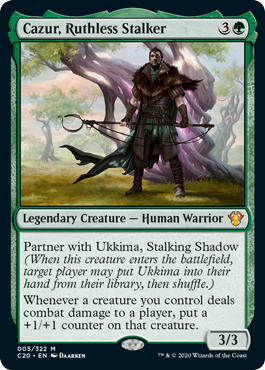 Cazur, Ruthless Stalker 3
Legendary Creature — Human Warrior
Partner with Ukkima, Stalking Shadow
(When this creature enters the battlefield,
target player may put Ukkima into their
hand from their library, then shuffle.)
Whenever a creature you control deals
combat damage to a player, put a
+1/+1 counter on that creature.
3/3
005/322 M
C20 • EN DAARKEN
™ & © 2020 Wizards of the Coast